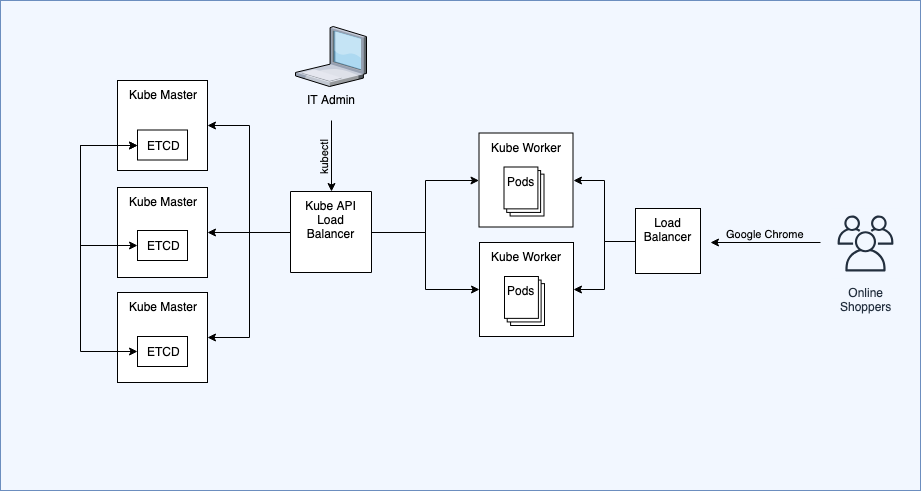 IT Admin
kubectl
Kube Master
ETCD
Kube Master
ETCD
Kube Master
ETCD
Kube API
Load
Balancer
Kube Worker
Pods
Kube Worker
Pods
Load
Balancer
Google Chrome
Online
Shoppers